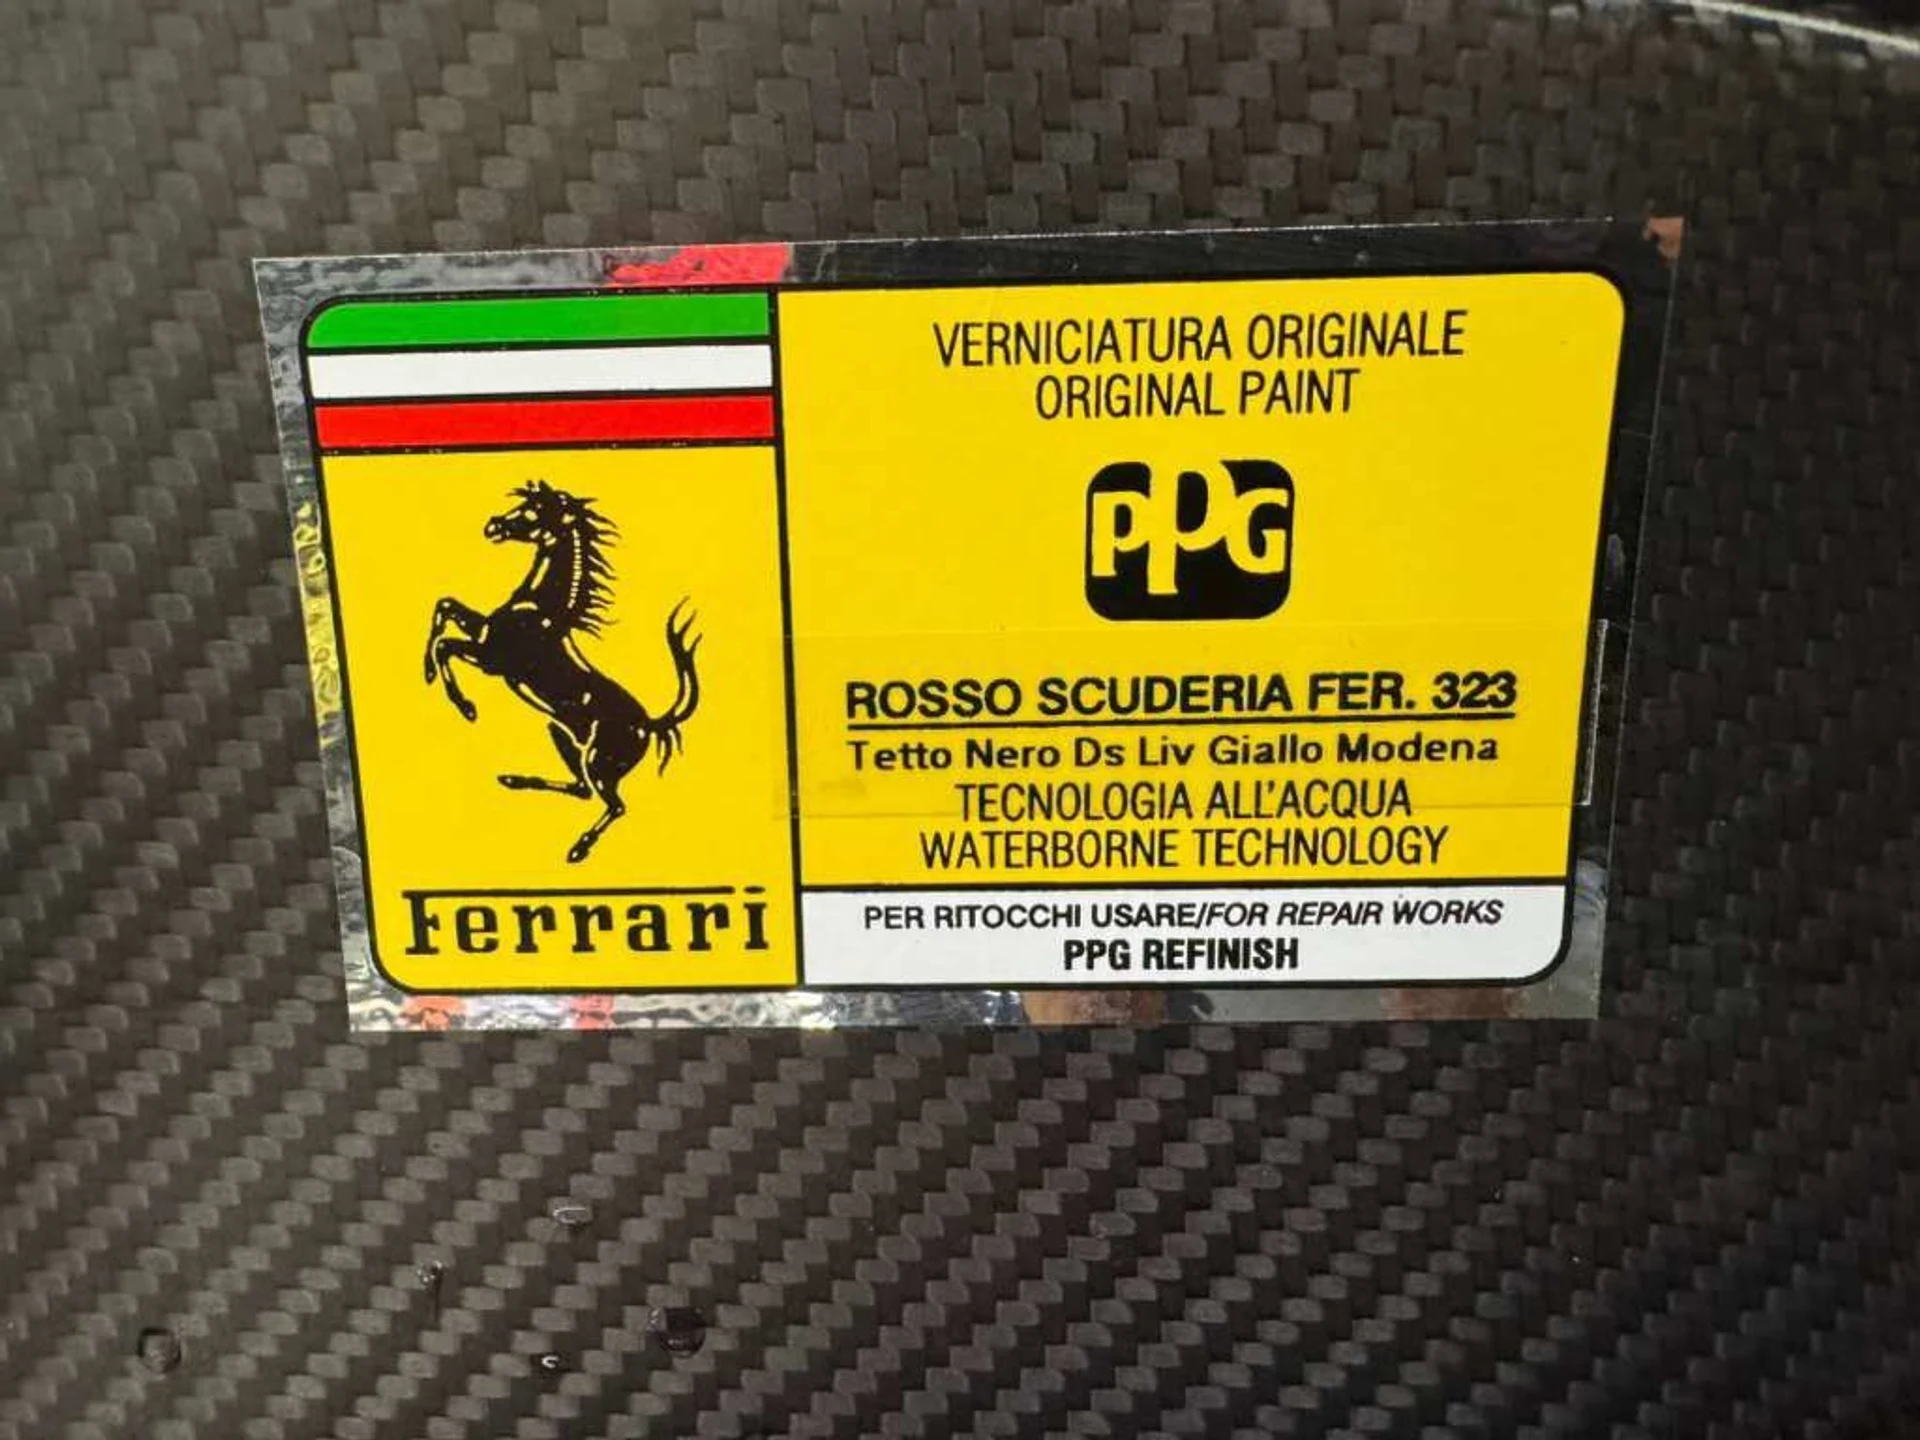 VERNICIATURA ORIGINALE
ORIGINAL PAINT
PPG
ROSSO SCUDERIA FER. 323
Tetto Nero Ds Liv Giallo Modena
TECNOLOGIA ALL'ACQUA
WATERBORNE TECHNOLOGY
Ferrari
PER RITOCCHI USARE/FOR REPAIR WORKS
PPG REFINISH